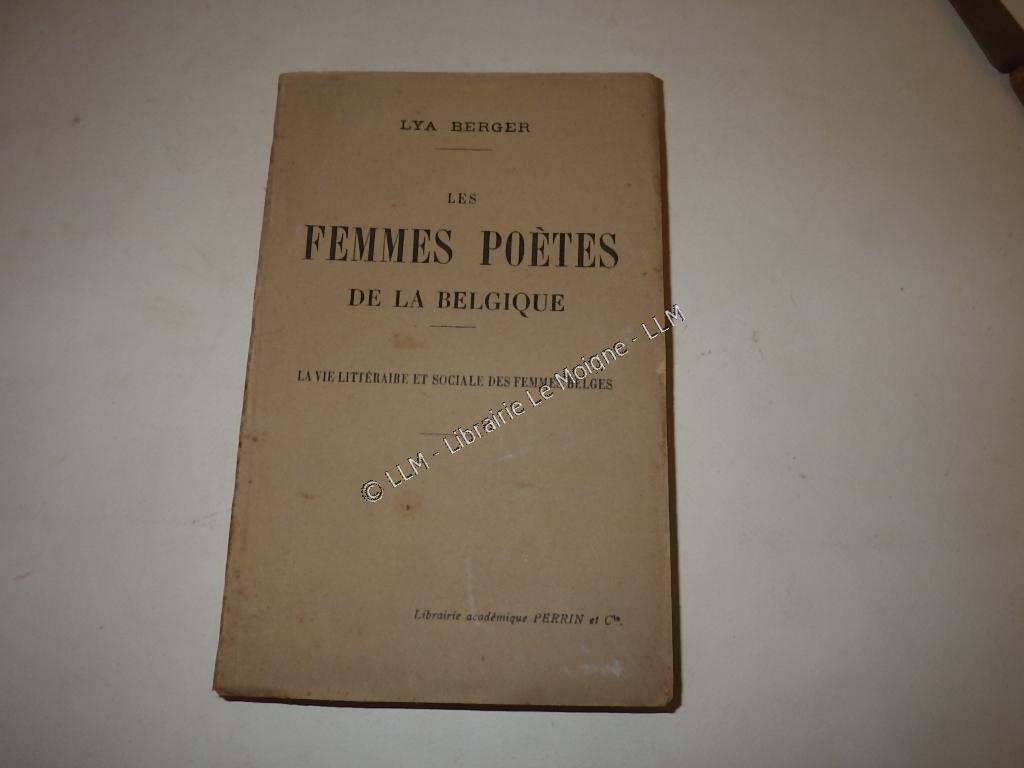 LYA BERGER
LES
FEMMES POÈTES
DE LA BELGIQUE
LA VIE LITTÉRAIRE ET SOCIALE DES FEMMES BELGES
© LLM - Librairie Le Moigne - LLM
Librairie académique PERRIN et Cie.